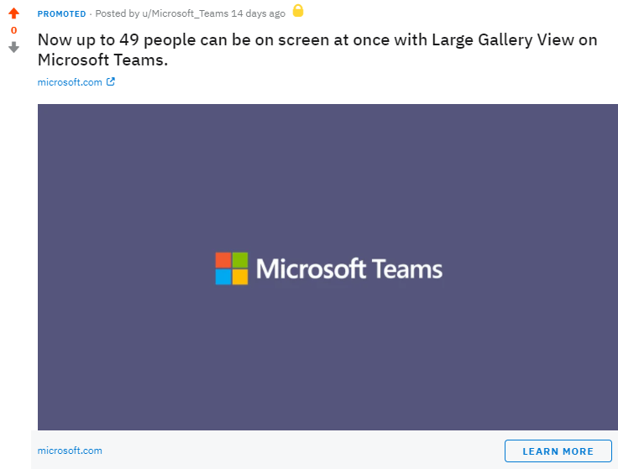 PROMOTED · Posted by u/Microsoft_Teams 14 days ago
0
Now up to 49 people can be on screen at once with Large Gallery View on
Microsoft Teams.
microsoft.com
Microsoft Teams
microsoft.com
LEARN MORE